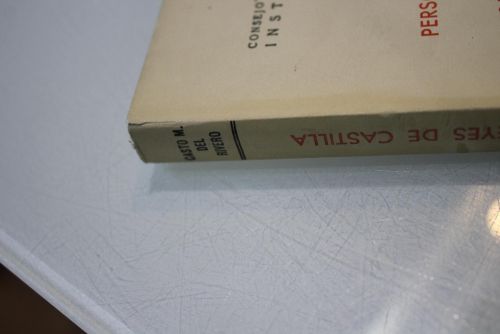 CONSEJO
INST
PERS
CASTO M.
DEL
RIVERO
YES DE CASTILLA